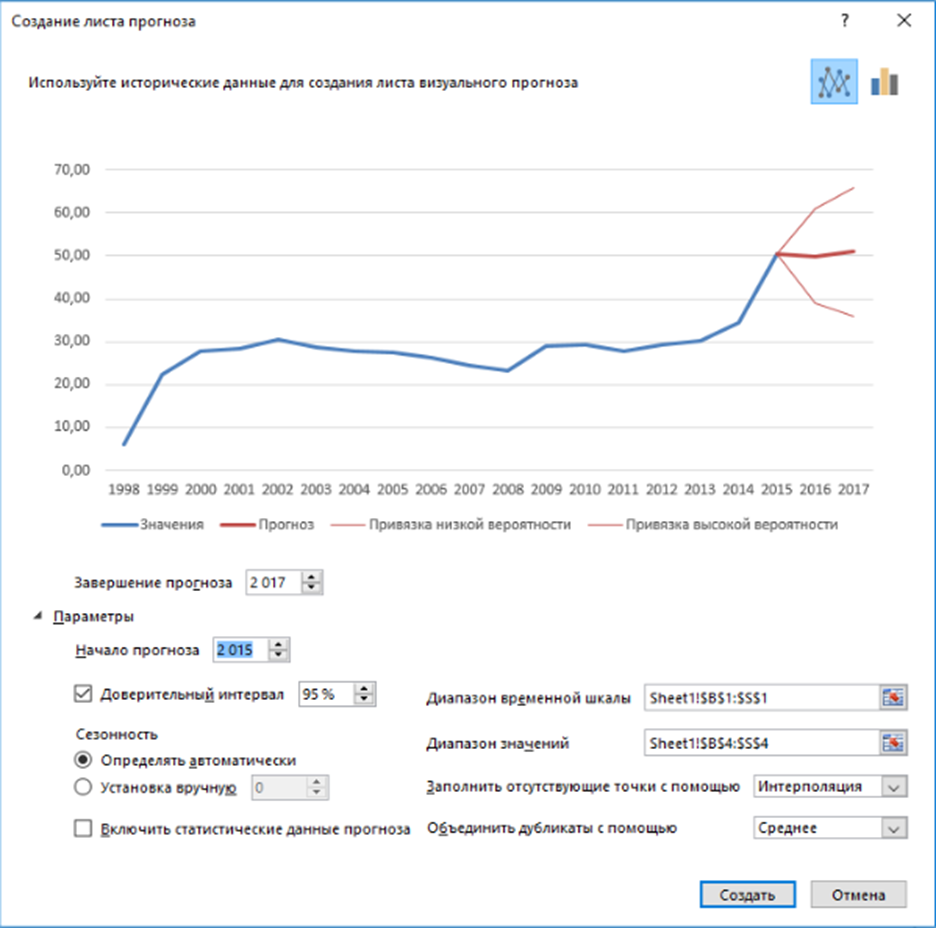 Создание листа прогноза ?
Используйте исторические данные для создания листа визуального прогноза
70,00
60,00
50,00
40,00
30,00
20,00
10,00
0,00
1998 1999 2000 2001 2002 2003 2004 2005 2006 2007 2008 2009 2010 2011 2012 2013 2014 2015 2016 2017
Значения Прогноз Привязка низкой вероятности Привязка высокой вероятности
Завершение прогноза 2 017
Параметры
Начало прогноза 2 015
Доверительный интервал 95 %
Диапазон временной шкалы Sheet1!$B$1:$S$1
Сезонность
Диапазон значений Sheet1!$B$4:$S$4
Определять автоматически
Установка вручную 0
Заполнить отсутствующие точки с помощью Интерполяция
Включить статистические данные прогноза
Объединить дубликаты с помощью Среднее
Создать Отмена